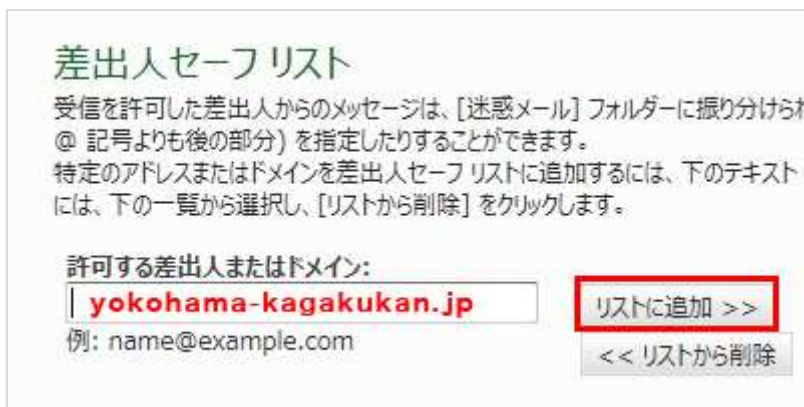 差出人セーフ リスト
受信を許可した差出人からのメッセージは、[迷惑メール] フォルダーに振り分けられ
@ 記号よりも後の部分) を指定したりすることができます。
特定のアドレスまたはドメインを差出人セーフ リストに追加するには、下のテキスト
には、下の一覧から選択し、[リストから削除] をクリックします。
許可する差出人またはドメイン:
yokohama-kagakukan.jp
リストに追加 >>
例: name@example.com
<< リストから削除